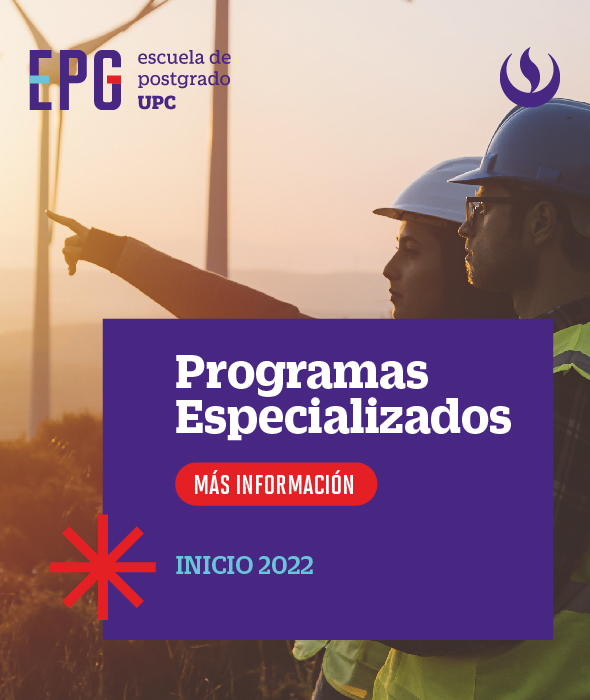 EPG
escuela de
postgrado
UPC
Programas
Especializados
MÁS INFORMACIÓN
INICIO 2022